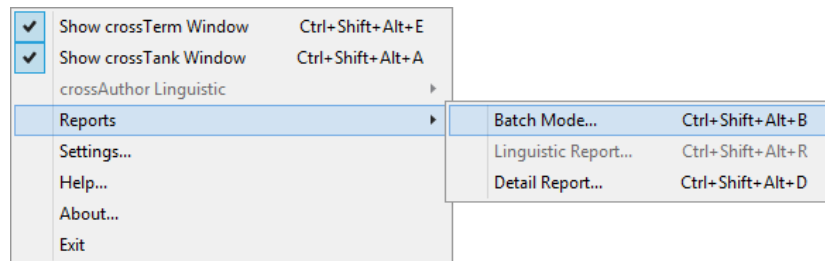 Show crossTerm Window Ctrl+Shift+Alt+E
Show crossTank Window Ctrl+Shift+Alt+A
crossAuthor Linguistic
Reports
Batch Mode... Ctrl+Shift+Alt+B
Settings...
Linguistic Report... Ctrl+Shift+Alt+R
Help...
Detail Report... Ctrl+Shift+Alt+D
About...
Exit